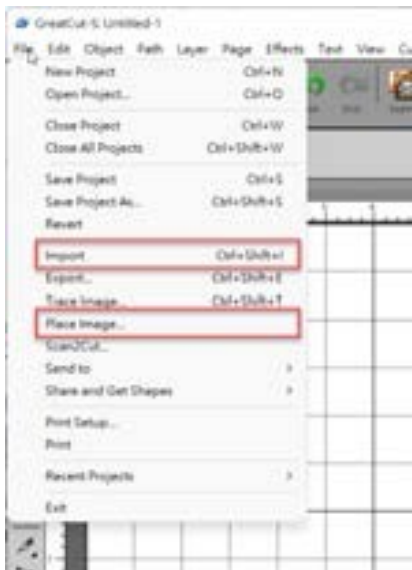 GreatCut-S: Untitled-1
File Edit Object Path Layer Page Effects Text View
New Project Ctrl+N
Open Project... Ctrl+O
Close Project Ctrl+W
Close All Projects Ctrl+Shift+W
Save Project Ctrl+S
Save Project As... Ctrl+Shift+S
Revert
Import Ctrl+Shift+I
Export... Ctrl+Shift+E
Trace Image... Ctrl+Shift+T
Place Image...
Scan2Cut...
Send to
Share and Get Shapes
Print Setup...
Print
Recent Projects
Exit